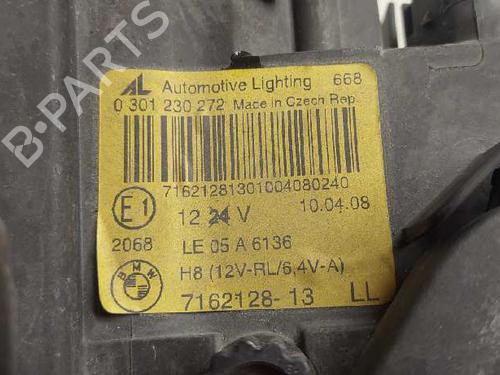 AL Automotive Lighting 668
0 301 230 272 Made in Czech Rep.
71621281301004080240
E1 12 24 V 10.04.08
2068 LE 05 A 6136
BMW H8 (12V-RL/6,4V-A)
7162128-13 LL
B-PARTS